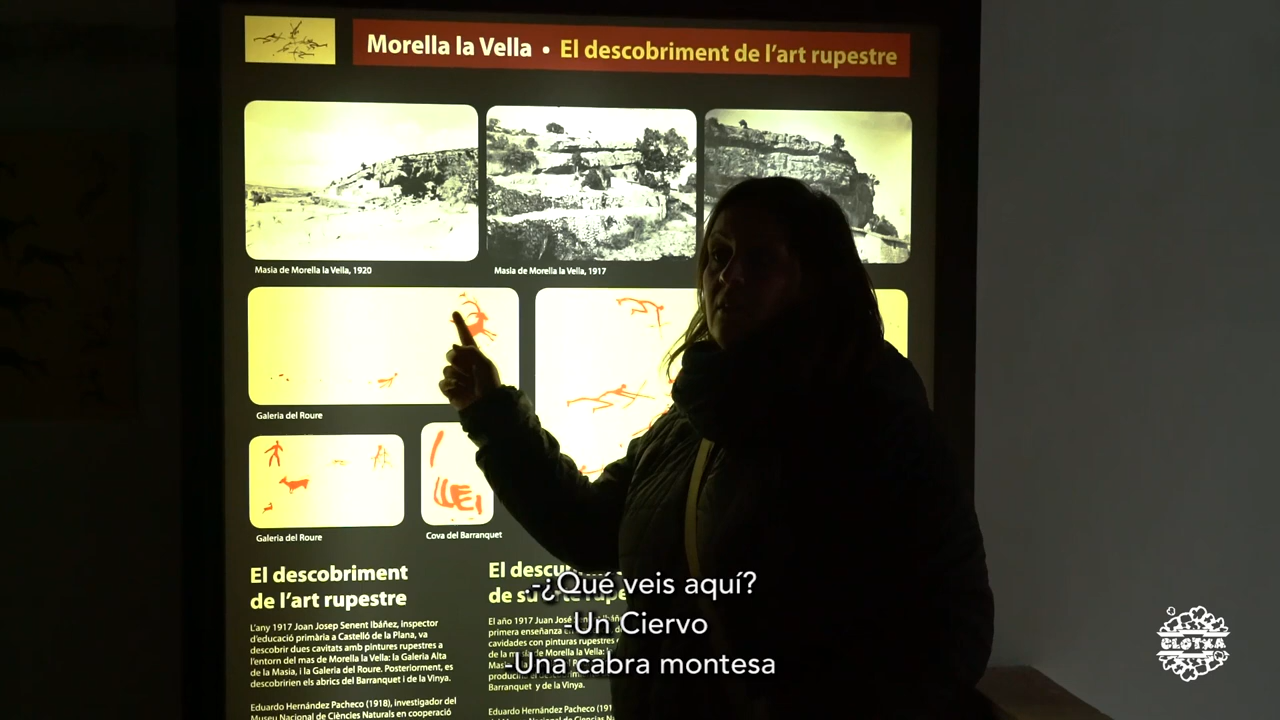 Morella la Vella • El descobriment de l'art rupestre
Masia de Morella la Vella, 1920
Masia de Morella la Vella, 1917
Galeria del Roure
Galeria del Roure
Cova del Barranquet
El descobriment
de l'art rupestre
L'any 1917 Joan Josep Senent Ibáñez, inspector
d'educació primària a Castelló de la Plana, va
descobrir dues cavitats amb pintures rupestres a
l'entorn del mas de Morella la Vella: la Galeria Alta
de la Masia, i la Galeria del Roure. Posteriorment, es
descobririen els abrics del Barranquet i de la Vinya.
Eduardo Hernández Pacheco (1918), investigador del
Museu Nacional de Ciències Naturals en cooperació
El
de
El año 1917 Juan José
primera enseñanza
cavidades con pinturas
de la
Barranquet y de la Vinya.
Eduardo Hernández Pacheco
Museo Nacional de
-¿Qué veis aquí?
-Un Ciervo
-Una cabra montesa
CLOTXA